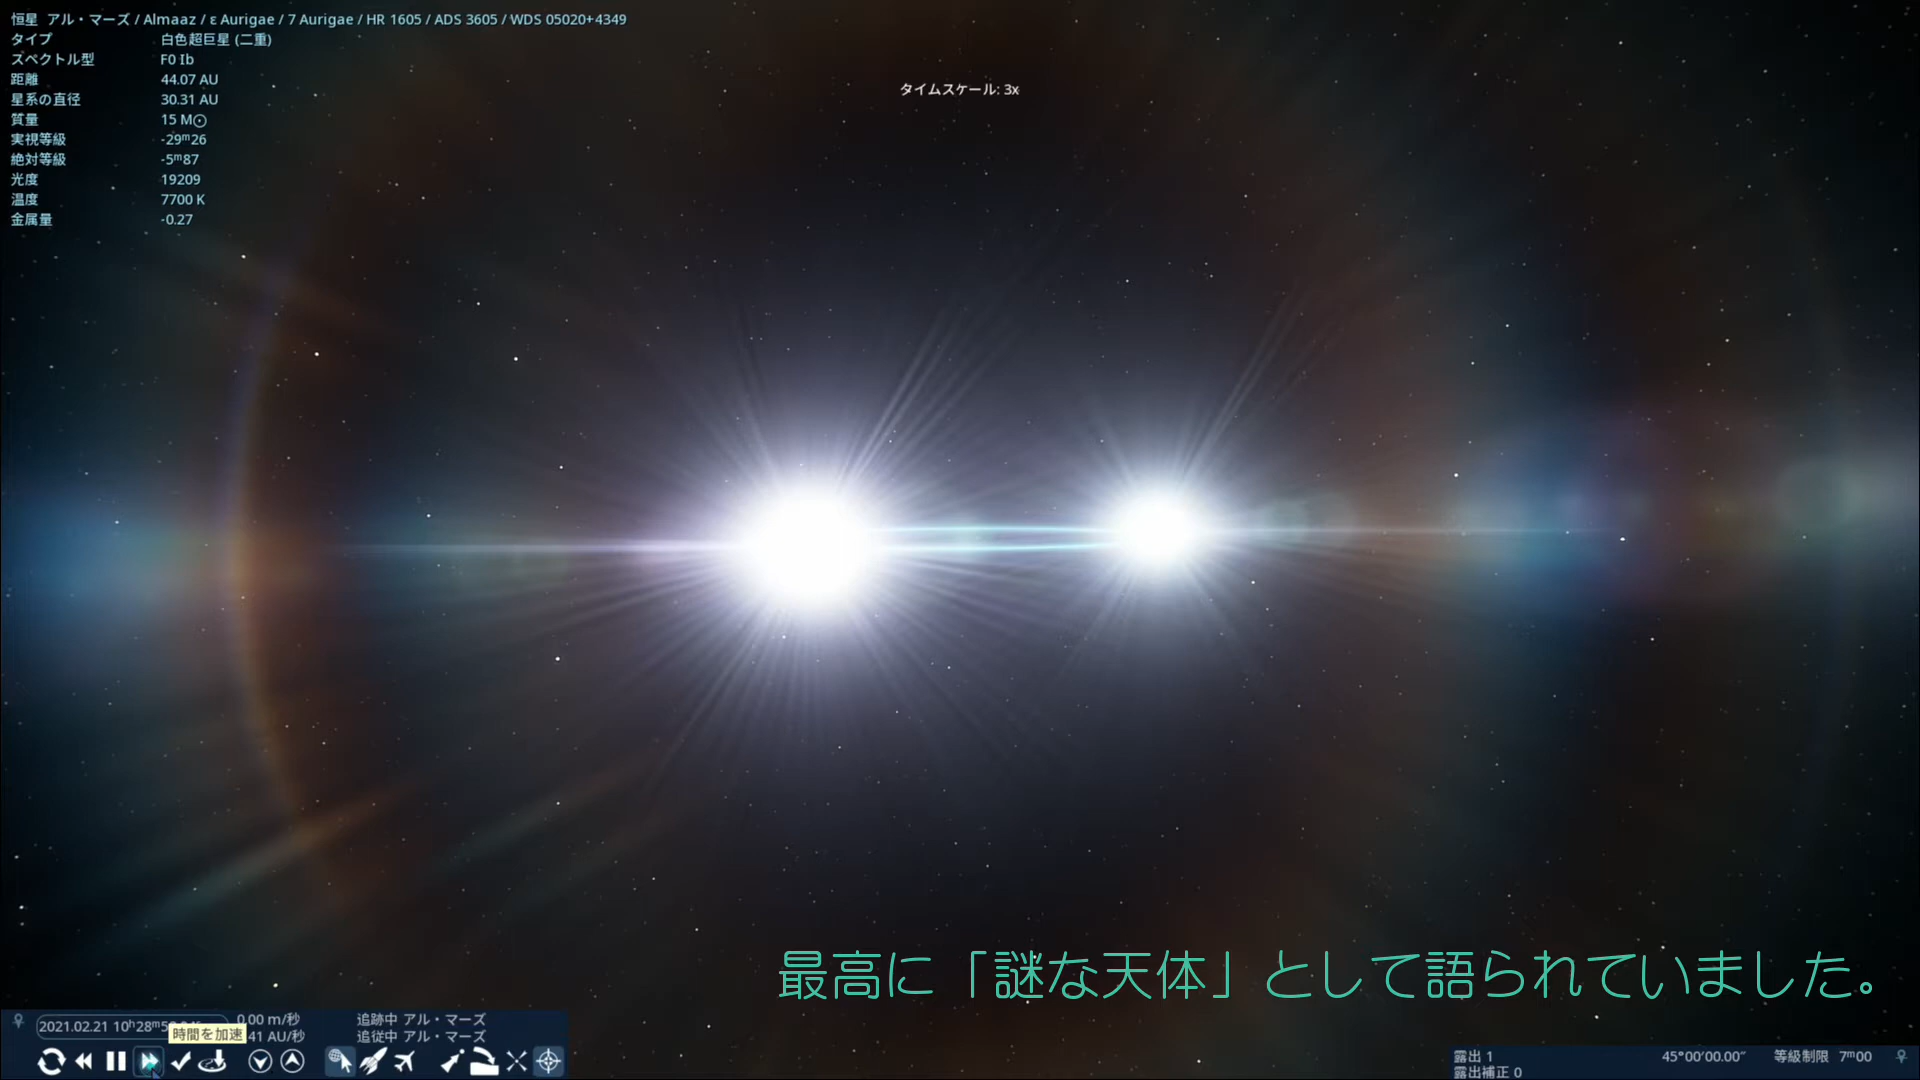 恒星 アル・マーズ / Almaaz / ε Aurigae / 7 Aurigae / HR 1605 / ADS 3605 / WDS 05020+4349
タイプ 白色超巨星 (二重)
スペクトル型 F0 Ib
距離 44.07 AU
星系の直径 30.31 AU
質量 15 M☉
実視等級 -29ᵐ26
絶対等級 -5ᵐ87
光度 19209
温度 7700 K
金属量 -0.27
タイムスケール: 3x
最高に「謎な天体」として語られていました。
2021.02.21 10ʰ28ᵐ
0.00 m/秒
追跡中 アル・マーズ
時間を加速
41 AU/秒
追従中 アル・マーズ
露出 1
45°00'00.00"
等級制限 7ᵐ00
露出補正 0